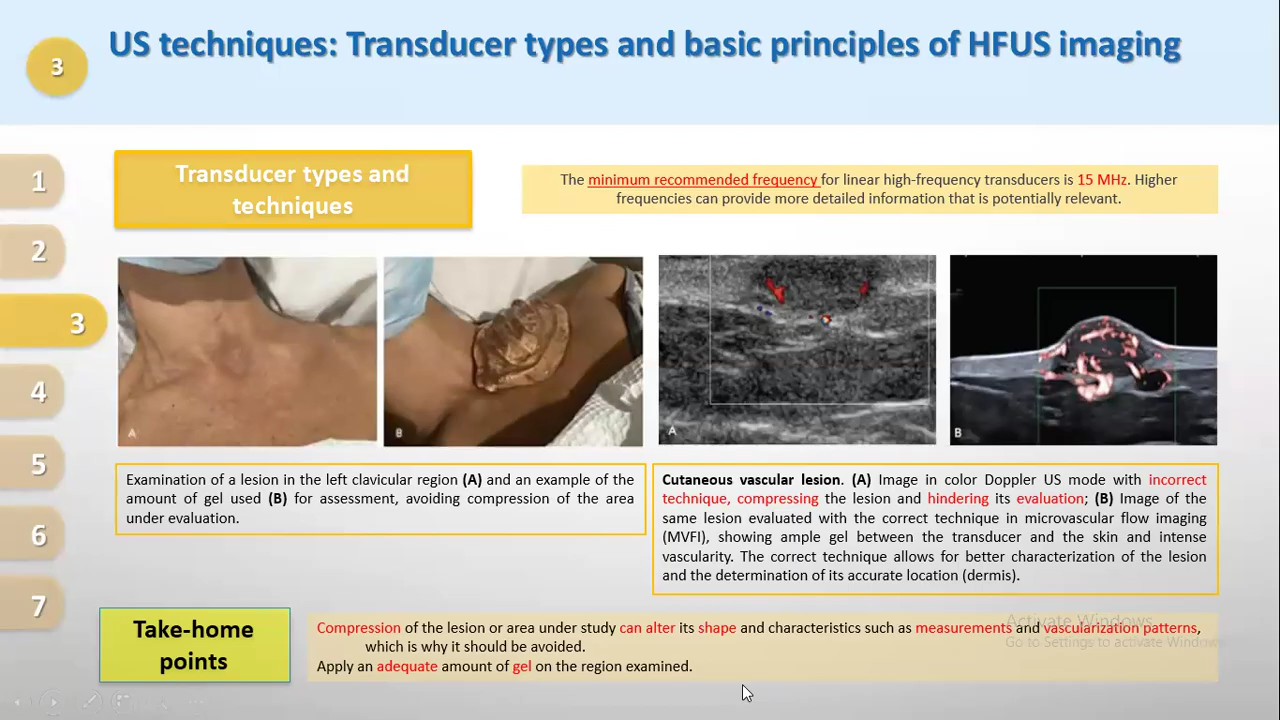 US techniques: Transducer types and basic principles of HFUS imaging
3
1
2
3
4
5
6
7
Transducer types and
techniques
The minimum recommended frequency for linear high-frequency transducers is 15 MHz. Higher
frequencies can provide more detailed information that is potentially relevant.
A
B
A
B
Examination of a lesion in the left clavicular region (A) and an example of the
amount of gel used (B) for assessment, avoiding compression of the area
under evaluation.
Cutaneous vascular lesion. (A) Image in color Doppler US mode with incorrect
technique, compressing the lesion and hindering its evaluation; (B) Image of the
same lesion evaluated with the correct technique in microvascular flow imaging
(MVFI), showing ample gel between the transducer and the skin and intense
vascularity. The correct technique allows for better characterization of the lesion
and the determination of its accurate location (dermis).
Take-home
points
Compression of the lesion or area under study can alter its shape and characteristics such as measurements and vascularization patterns,
which is why it should be avoided.
Apply an adequate amount of gel on the region examined.
Activate Windows
Go to Settings to activate Windows